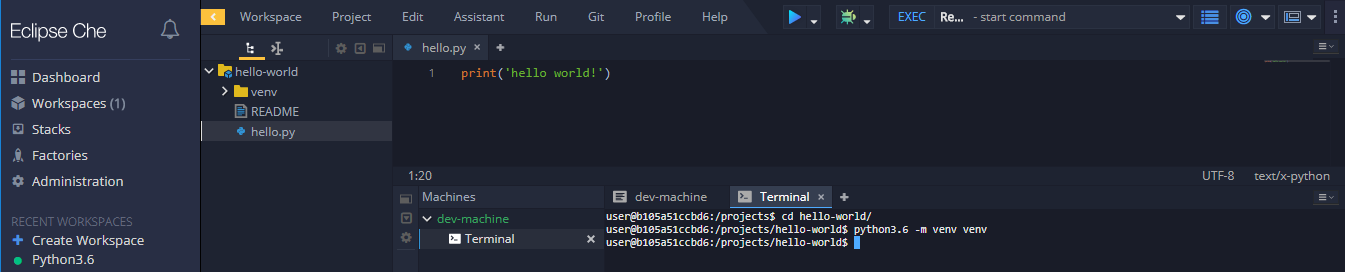 Eclipse Che
Dashboard
Workspaces (1)
Stacks
Factories
Administration
RECENT WORKSPACES
Create Workspace
Python3.6
Workspace Project Edit Assistant Run Git Profile Help
EXEC Re... - start command
hello-world
venv
README
hello.py
hello.py ×
1 print('hello world!')
1:20 UTF-8 text/x-python
Machines
dev-machine
Terminal ×
dev-machine Terminal ×
user@b105a51ccbd6:/projects$ cd hello-world/
user@b105a51ccbd6:/projects/hello-world$ python3.6 -m venv venv
user@b105a51ccbd6:/projects/hello-world$